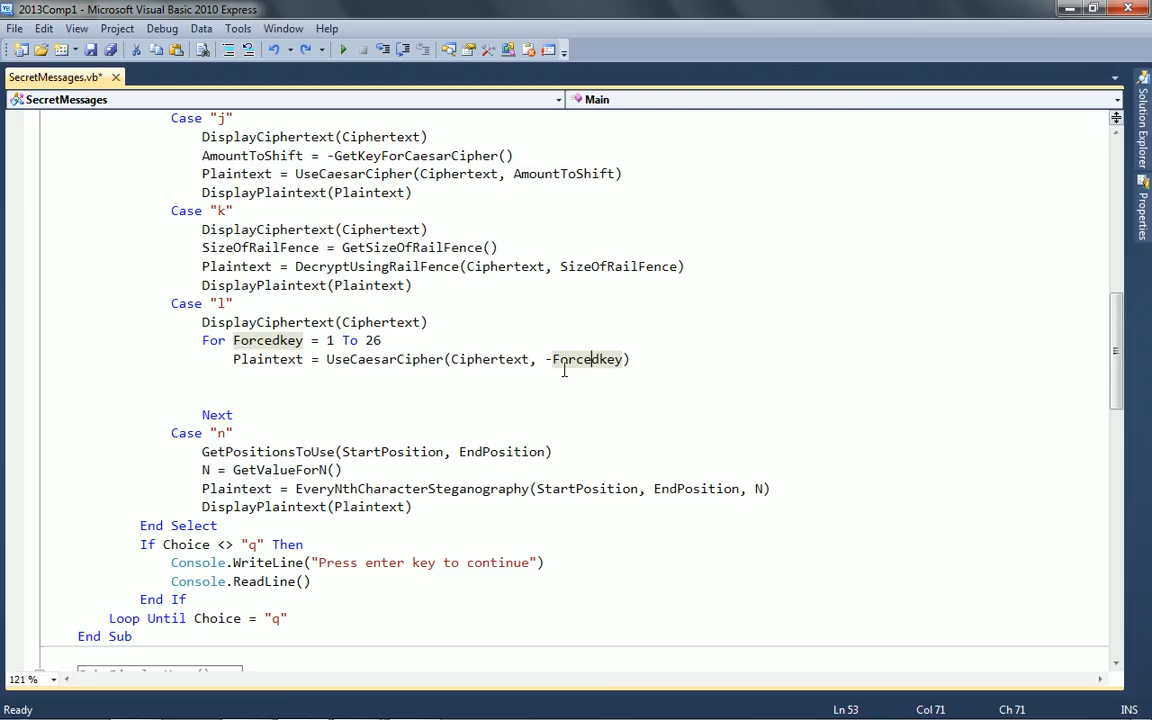 2013Comp1 - Microsoft Visual Basic 2010 Express
File Edit View Project Debug Data Tools Window Help
SecretMessages.vb*
SecretMessages Main
Case "j"
DisplayCiphertext(Ciphertext)
AmountToShift = -GetKeyForCaesarCipher()
Plaintext = UseCaesarCipher(Ciphertext, AmountToShift)
DisplayPlaintext(Plaintext)
Case "k"
DisplayCiphertext(Ciphertext)
SizeOfRailFence = GetSizeOfRailFence()
Plaintext = DecryptUsingRailFence(Ciphertext, SizeOfRailFence)
DisplayPlaintext(Plaintext)
Case "l"
DisplayCiphertext(Ciphertext)
For Forcedkey = 1 To 26
Plaintext = UseCaesarCipher(Ciphertext, -Forcedkey)
Next
Case "n"
GetPositionsToUse(StartPosition, EndPosition)
N = GetValueForN()
Plaintext = EveryNthCharacterSteganography(StartPosition, EndPosition, N)
DisplayPlaintext(Plaintext)
End Select
If Choice <> "q" Then
Console.WriteLine("Press enter key to continue")
Console.ReadLine()
End If
Loop Until Choice = "q"
End Sub
Solution Explorer
Properties
121 %
Ready Ln 53 Col 71 Ch 71 INS